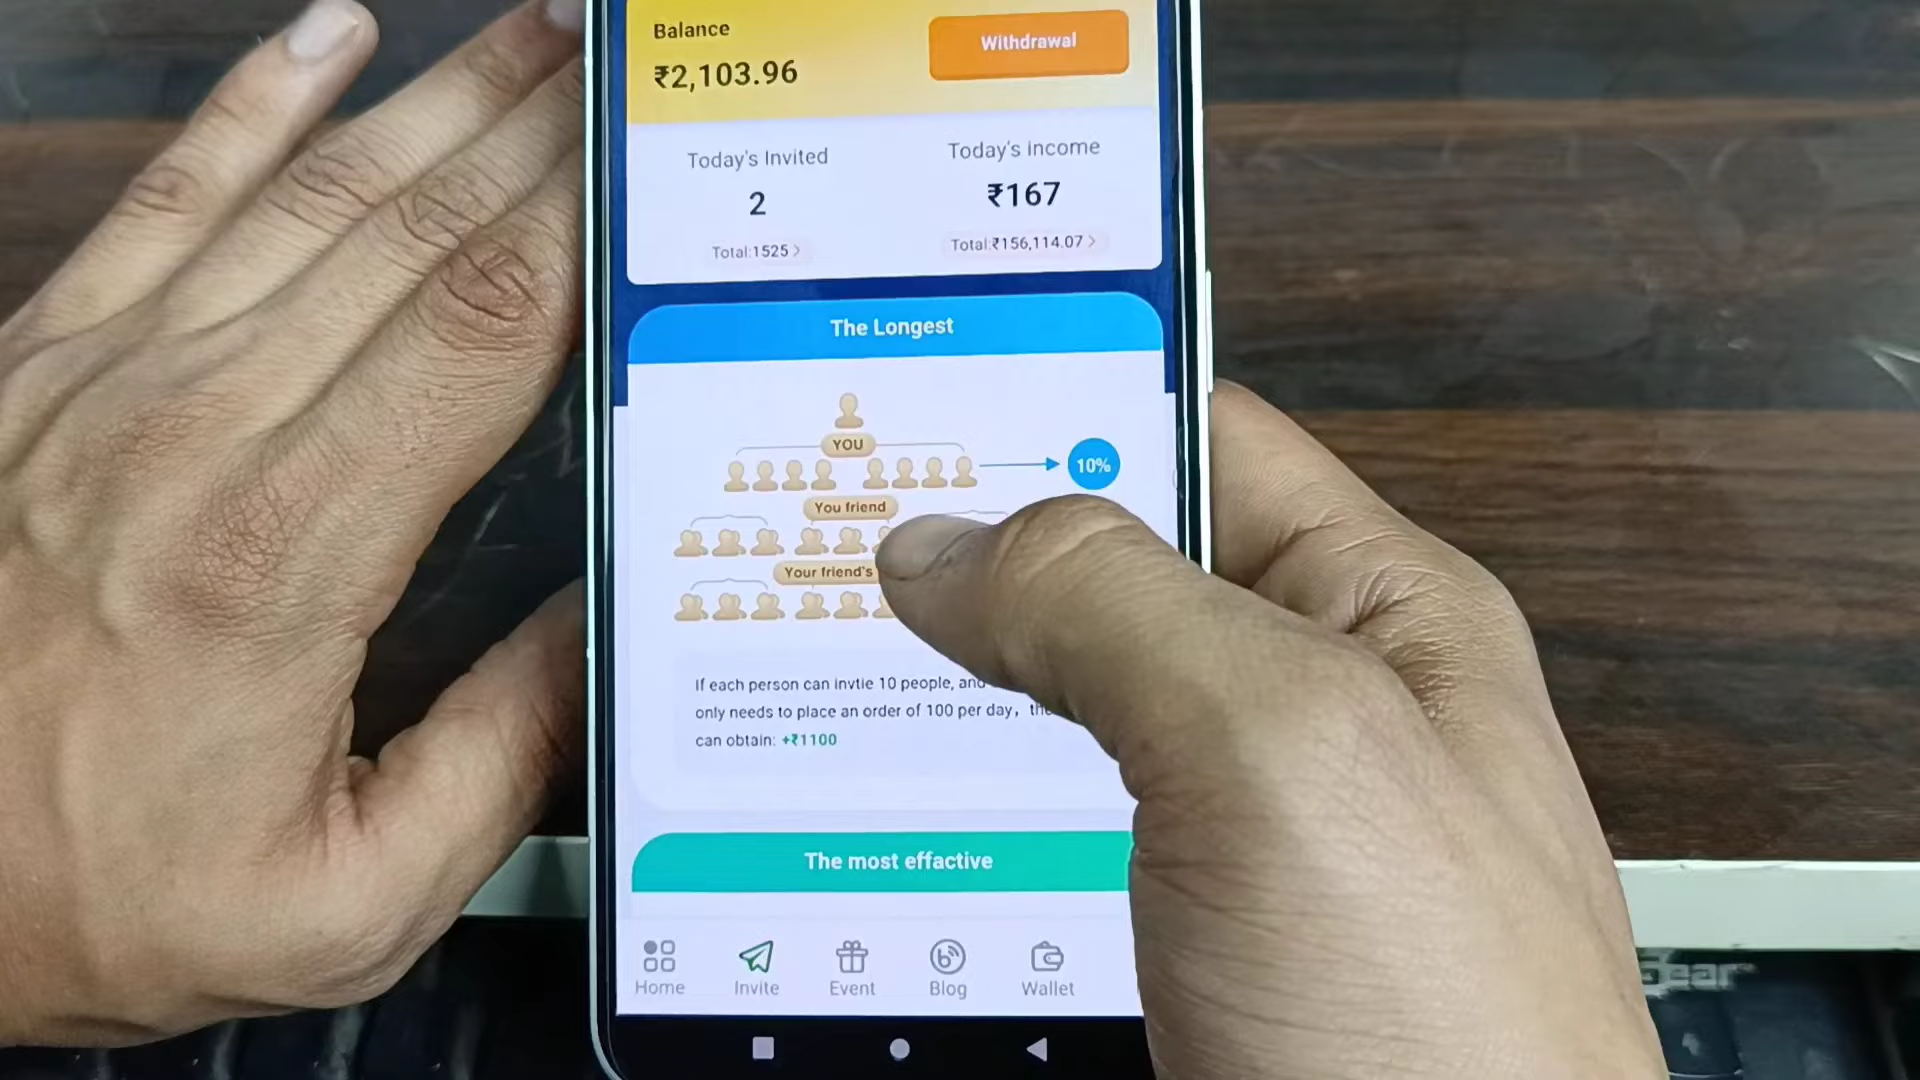 Balance
Withdrawal
₹2,103.96
Today's Invited
Today's income
2
₹167
Total:1525 >
Total:₹156,114.07 >
The Longest
YOU
10%
You friend
Your friend's
If each person can invtie 10 people, and
only needs to place an order of 100 per day,
can obtain: +₹1100
The most effactive
Home
Invite
Event
Blog
Wallet